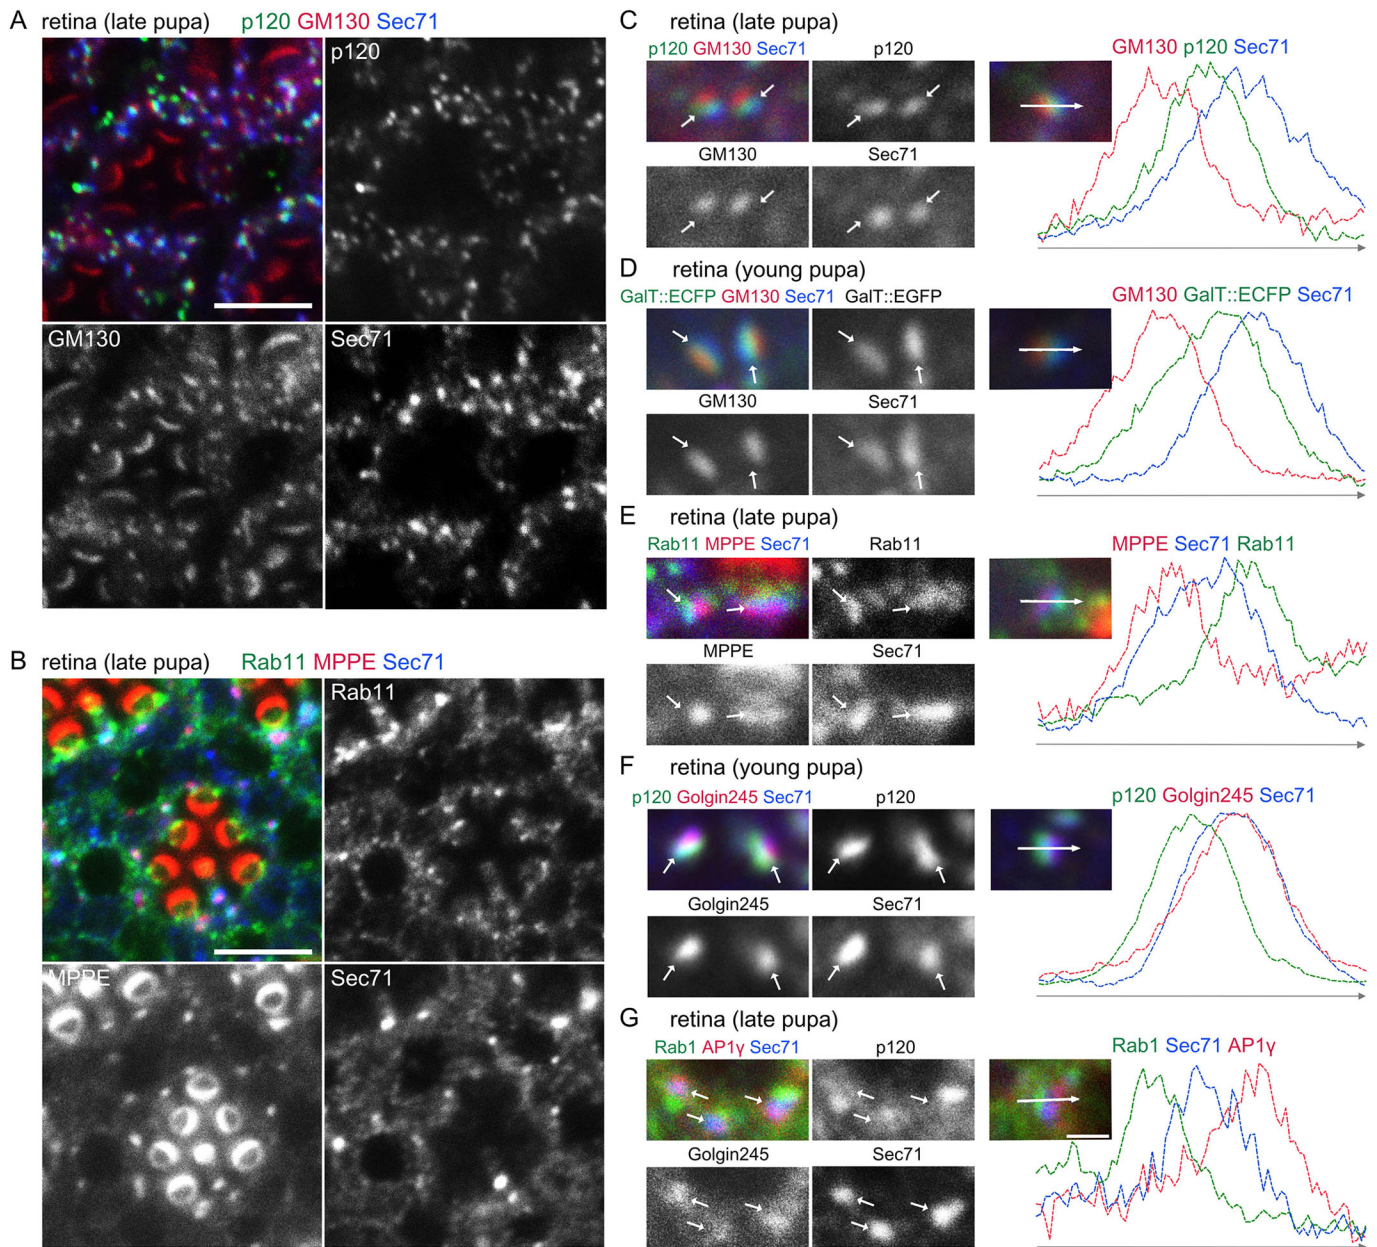 A retina (late pupa) p120 GM130 Sec71
p120
GM130
Sec71
B retina (late pupa) Rab11 MPPE Sec71
Rab11
MPPE
Sec71
C retina (late pupa)
p120 GM130 Sec71 p120
GM130 Sec71
GM130 p120 Sec71
D retina (young pupa)
GalT::ECFP GM130 Sec71 GalT::EGFP
GM130 Sec71
GM130 GalT::ECFP Sec71
E retina (late pupa)
Rab11 MPPE Sec71 Rab11
MPPE Sec71
MPPE Sec71 Rab11
F retina (young pupa)
p120 Golgin245 Sec71 p120
Golgin245 Sec71
p120 Golgin245 Sec71
G retina (late pupa)
Rab1 AP1γ Sec71 p120
Golgin245 Sec71
Rab1 Sec71 AP1γ